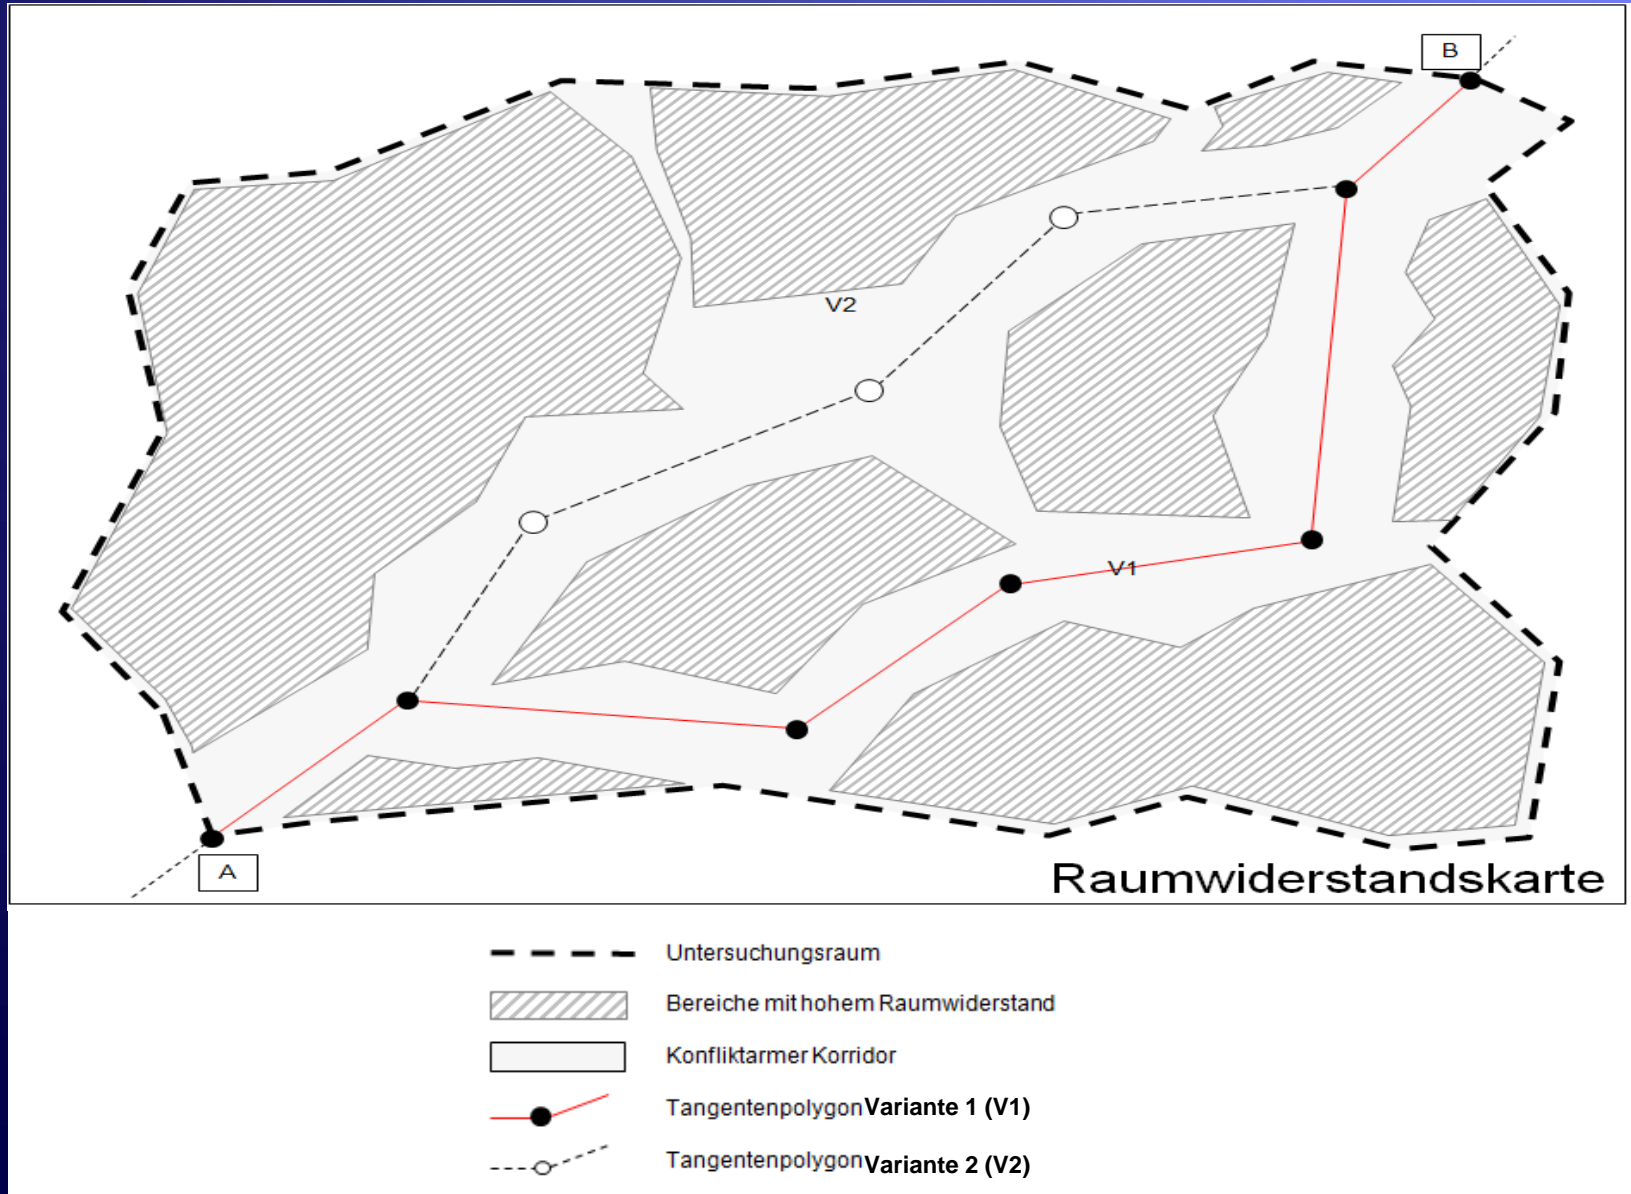 B
V2
V1
A
Raumwiderstandskarte
Untersuchungsraum
Bereiche mit hohem Raumwiderstand
Konfliktarmer Korridor
Tangentenpolygon Variante 1 (V1)
Tangentenpolygon Variante 2 (V2)